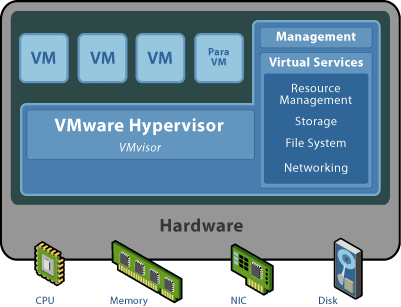 VM
VM
VM
Para
VM
Management
Virtual Services
Resource
Management
Storage
File System
Networking
VMware Hypervisor
VMvisor
Hardware
CPU
Memory
NIC
Disk